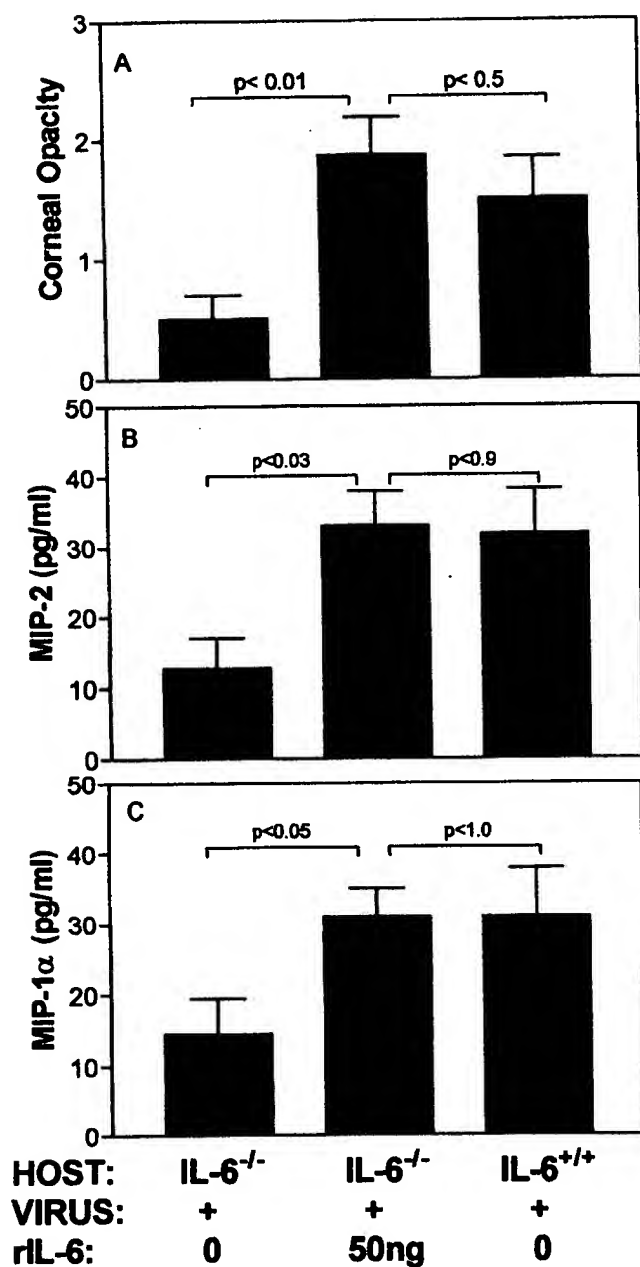 3
A
p< 0.01
p< 0.5
2
1
0
Corneal Opacity
50
B
p<0.03
p<0.9
40
30
20
10
0
MIP-2 (pg/ml)
50
C
p<0.05
p<1.0
40
30
20
10
0
MIP-1α (pg/ml)
HOST: IL-6-/- IL-6-/- IL-6+/+
VIRUS: + + +
rIL-6: 0 50ng 0